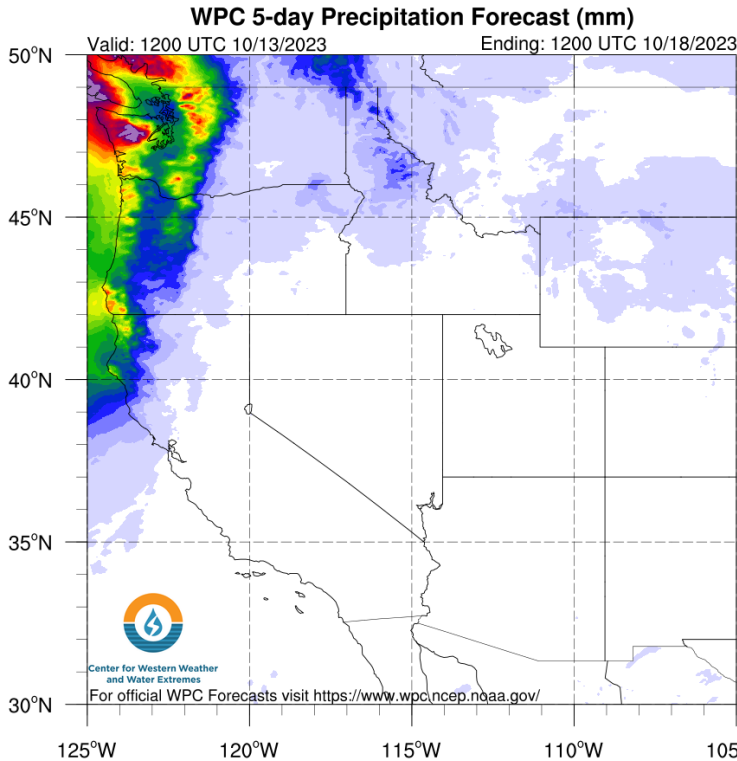 WPC 5-day Precipitation Forecast (mm)
Valid: 1200 UTC 10/13/2023 Ending: 1200 UTC 10/18/2023
50°N
45°N
40°N
35°N
30°N
Center for Western Weather
and Water Extremes
For official WPC Forecasts visit https://www.wpc.ncep.noaa.gov/
125°W 120°W 115°W 110°W 105